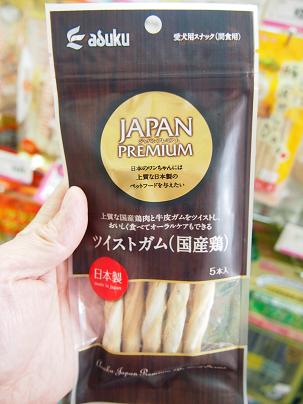 asuku
愛犬用スナック(間食用)
JAPAN
PREMIUM
日本のワンちゃんには
上質な日本製の
ペットフードを与えたい
上質な国産鶏肉と牛皮ガムをツイストし、
おいしく食べてオーラルケアもできる
ツイストガム(国産鶏)
5本入
日本製
made in japan
Asuku Japan Premium